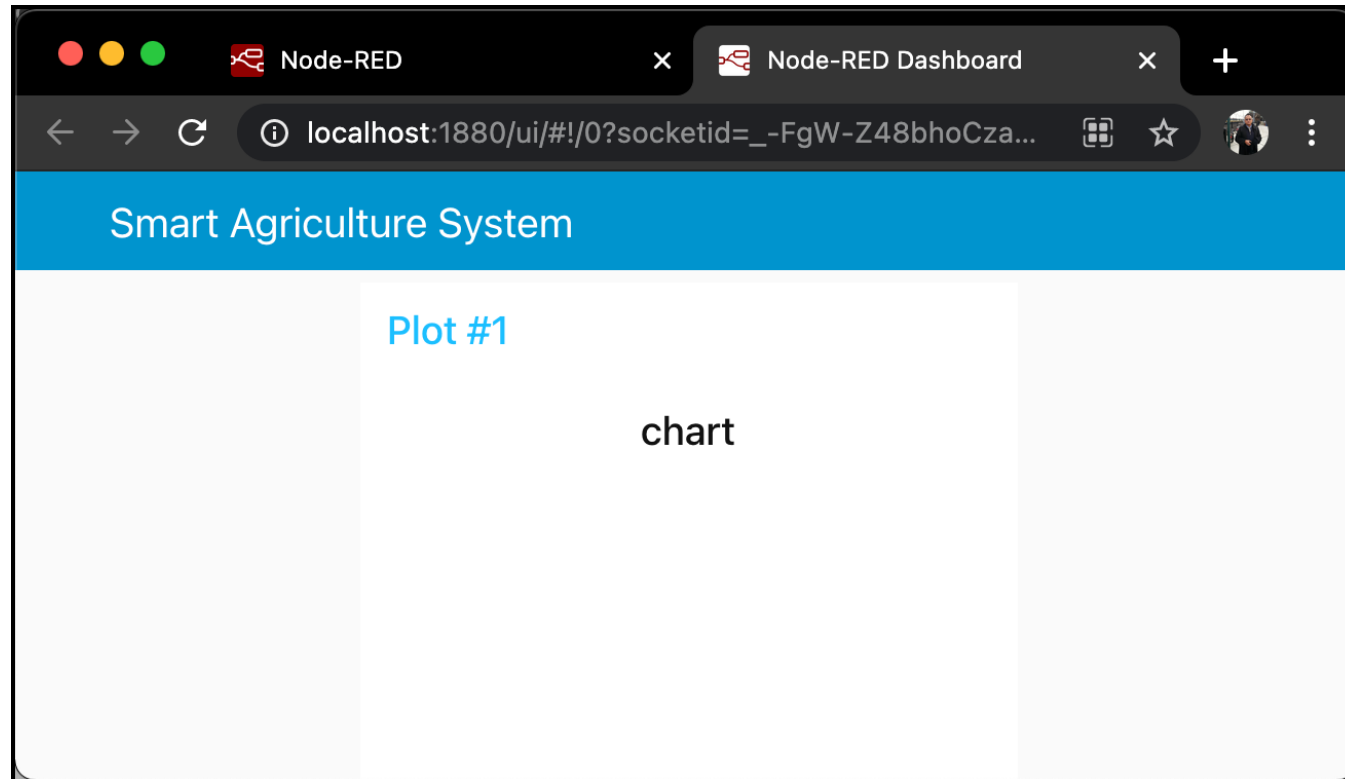 Node-RED
Node-RED Dashboard
localhost:1880/ui/#!/0?socketid=_-FgW-Z48bhoCza...
Smart Agriculture System
Plot #1
chart